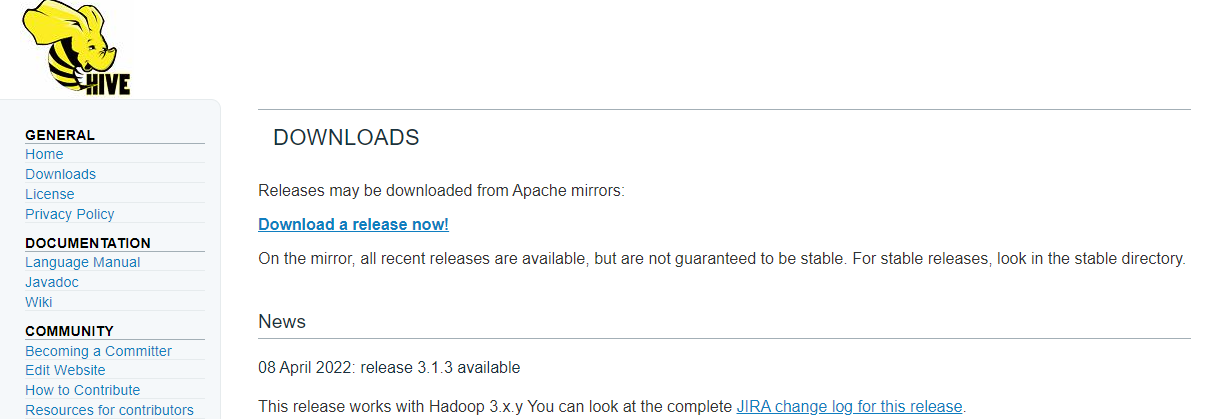 HIVE
GENERAL
Home
Downloads
License
Privacy Policy
DOCUMENTATION
Language Manual
Javadoc
Wiki
COMMUNITY
Becoming a Committer
Edit Website
How to Contribute
Resources for contributors
DOWNLOADS
Releases may be downloaded from Apache mirrors:
Download a release now!
On the mirror, all recent releases are available, but are not guaranteed to be stable. For stable releases, look in the stable directory.
News
08 April 2022: release 3.1.3 available
This release works with Hadoop 3.x.y You can look at the complete JIRA change log for this release.